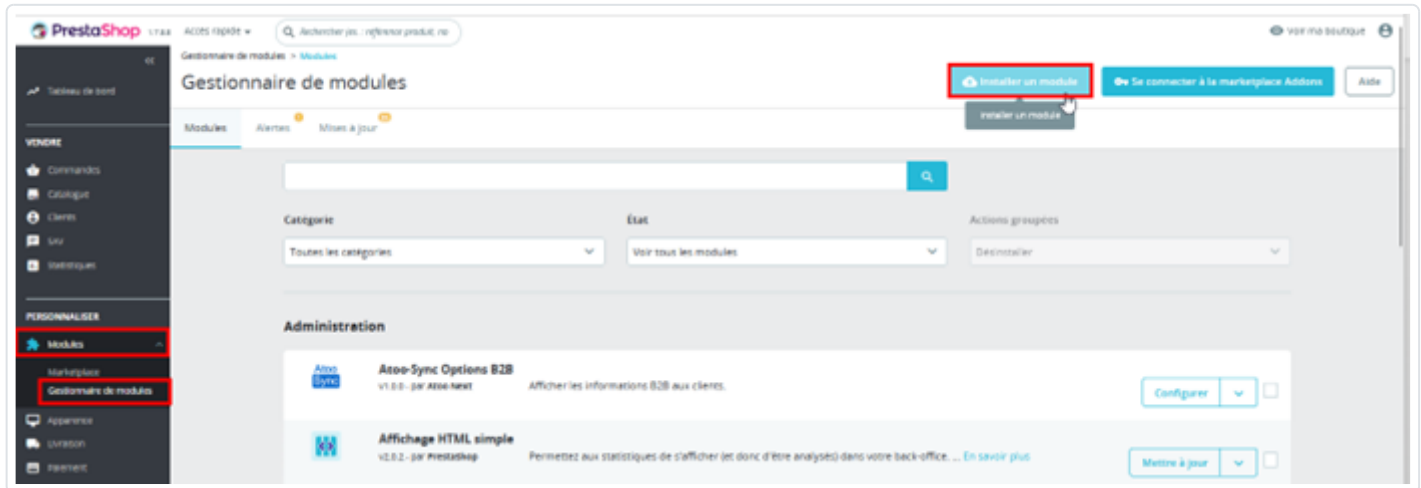 PrestaShop
Accès rapide
Voir ma boutique
Gestionnaire de modules > Modules
Gestionnaire de modules
Installer un module
Se connecter à la marketplace Addons
Aide
Installer un module
Tableau de bord
Modules Alertes Mises à jour
VENDRE
Commandes
Catalogue
Clients
SAV
Statistiques
Catégorie État Actions groupées
Toutes les catégories Voir tous les modules Désinstaller
PERSONNALISER
Modules
Marketplace
Gestionnaire de modules
Apparence
Livraison
Paiement
Administration
Atoo Sync
Atoo-Sync Options B2B
v1.0.0 - par Atoo-Next Afficher les informations B2B aux clients.
Configurer
Affichage HTML simple
v2.0.2 - par PrestaShop Permettez aux statistiques de s'afficher (et donc d'être analysés) dans votre back-office. ... En savoir plus
Mettre à jour